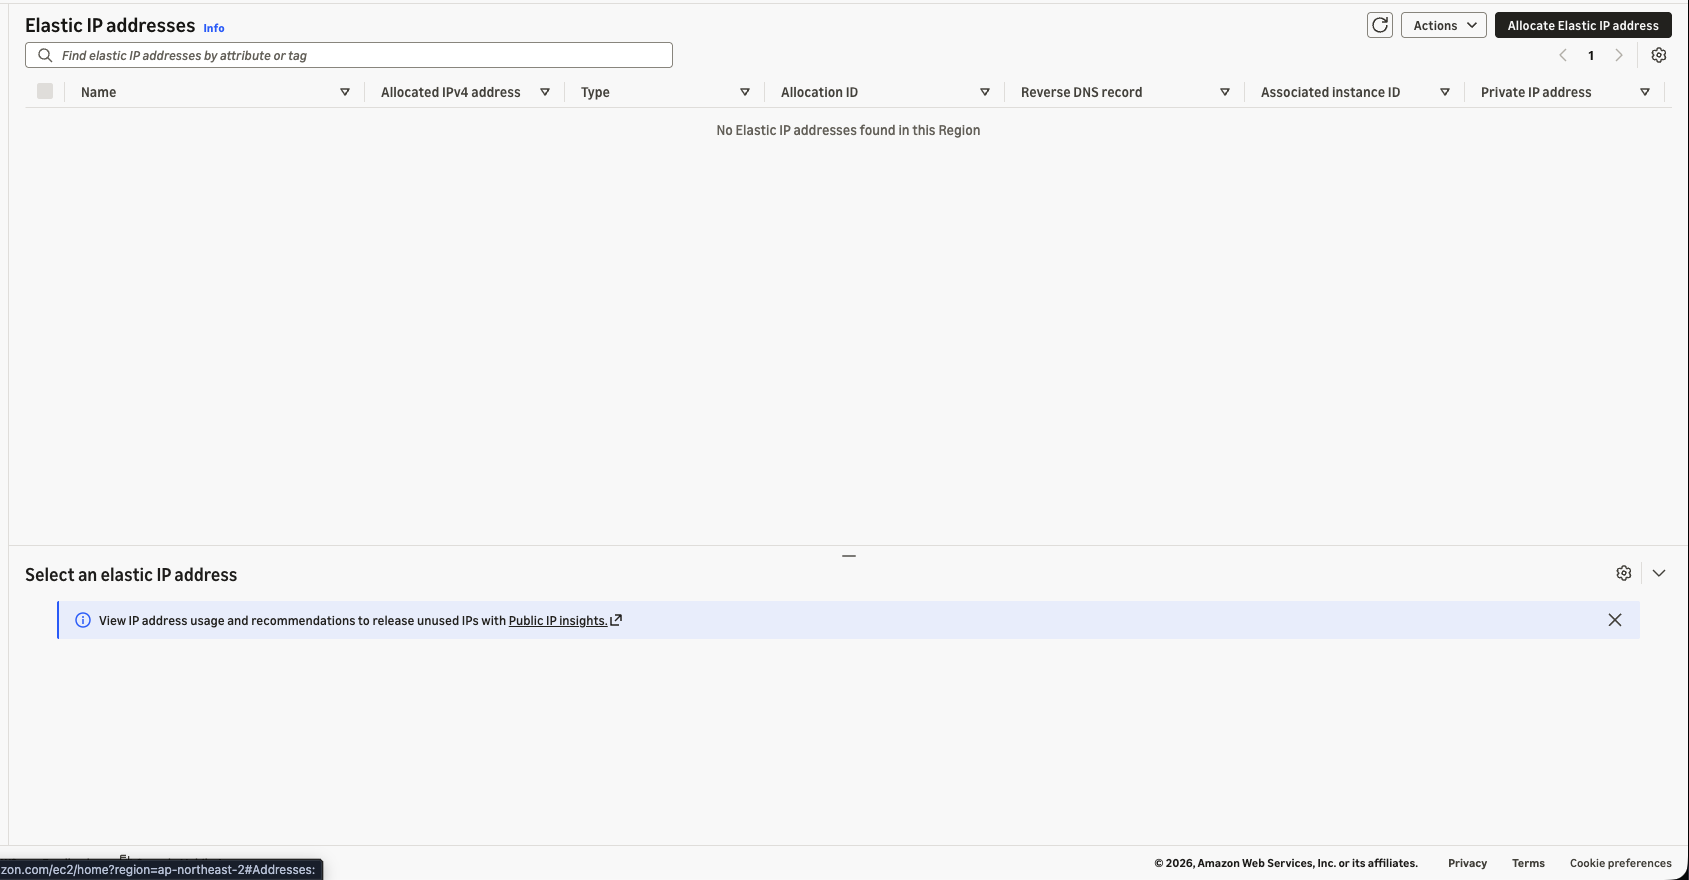 Elastic IP addresses Info
Actions
Allocate Elastic IP address
Find elastic IP addresses by attribute or tag
1
Name Allocated IPv4 address Type Allocation ID Reverse DNS record Associated instance ID Private IP address
No Elastic IP addresses found in this Region
Select an elastic IP address
View IP address usage and recommendations to release unused IPs with Public IP insights.
zon.com/ec2/home?region=ap-northeast-2#Addresses:
© 2026, Amazon Web Services, Inc. or its affiliates. Privacy Terms Cookie preferences